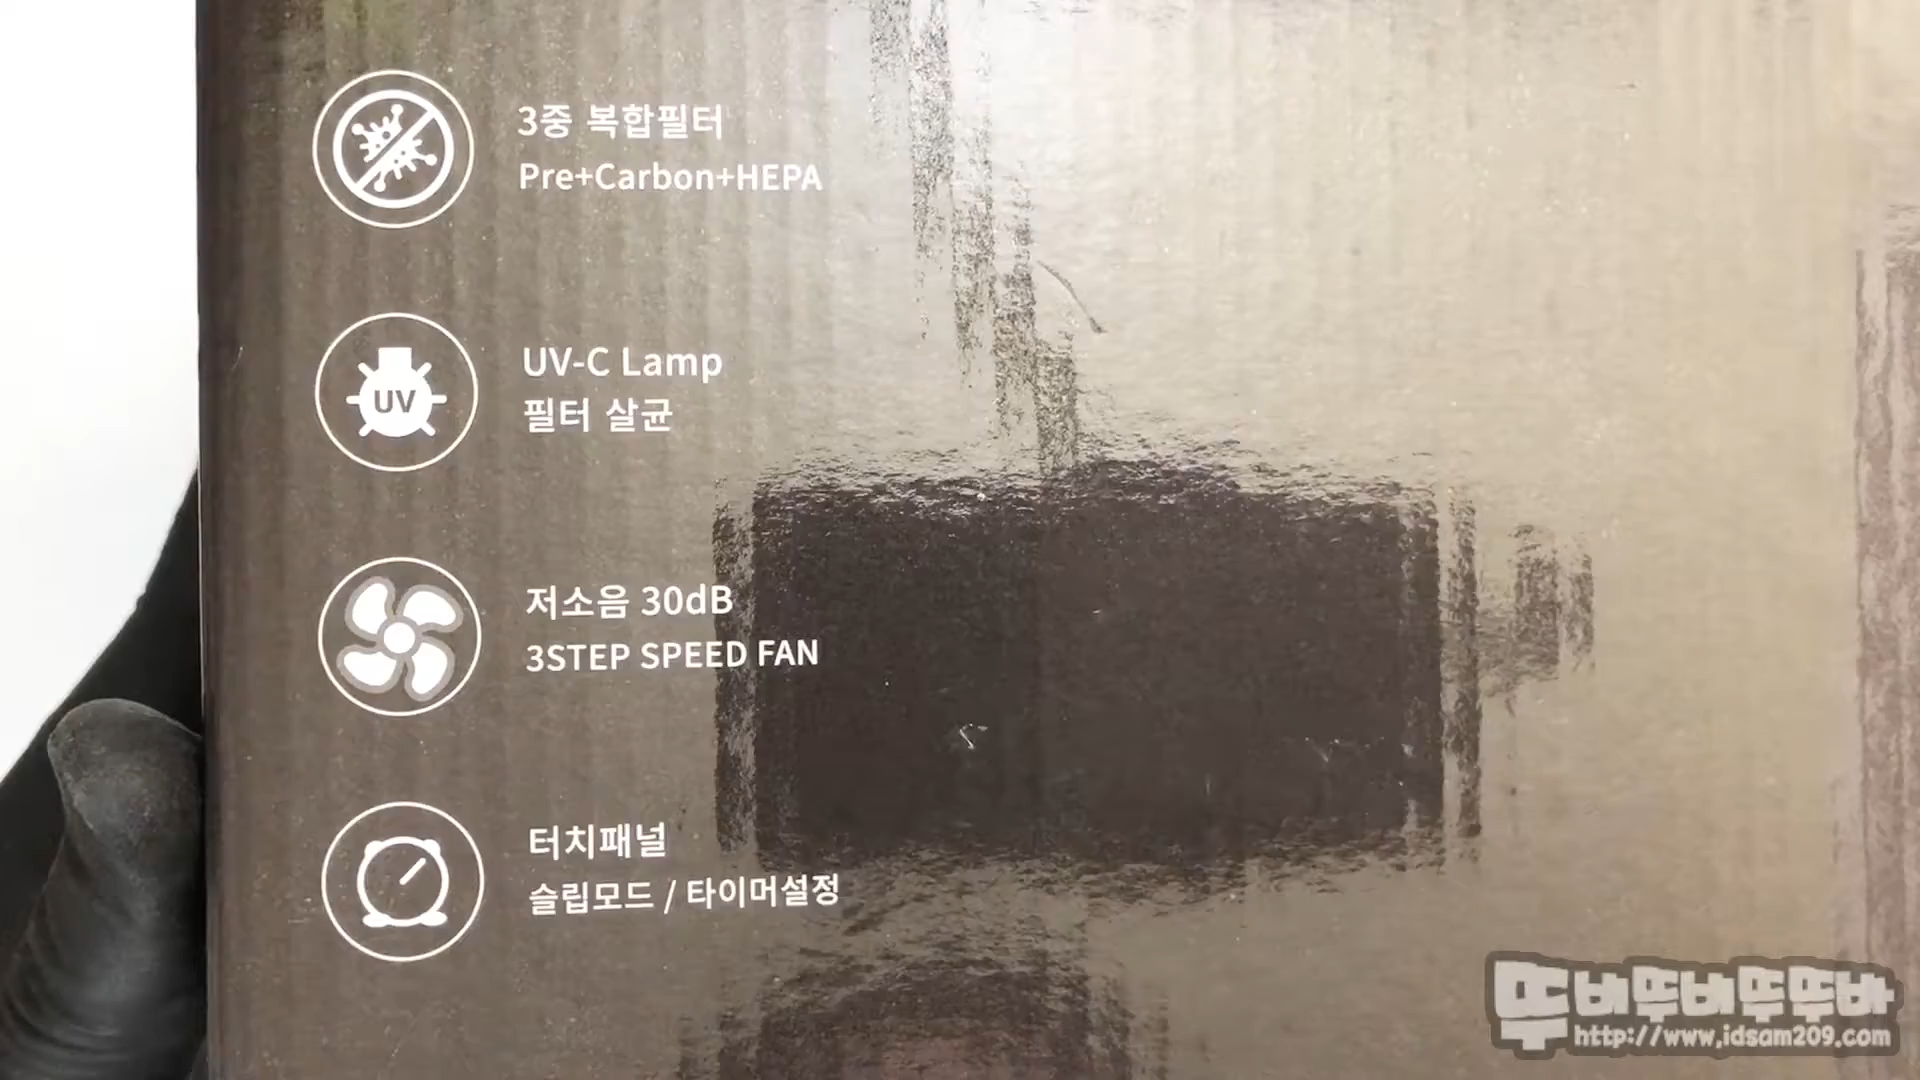 3중 복합필터
Pre+Carbon+HEPA
UV-C Lamp
필터 살균
UV
저소음 30dB
3STEP SPEED FAN
터치패널
슬립모드 / 타이머설정
뚜버뚜버뚜뚜바
http://www.idsam209.com